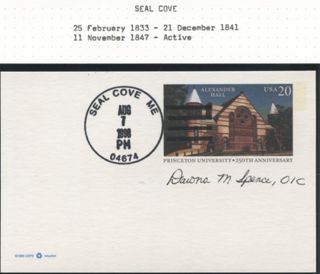 SEAL COVE
25 February 1833 - 21 December 1841
11 November 1847 - Active
SEAL COVE ME
AUG
7
1998
PM
04674
ALEXANDER
HALL
USA 20
PRINCETON UNIVERSITY • 250TH ANNIVERSARY
Dawna M Spence, OIC